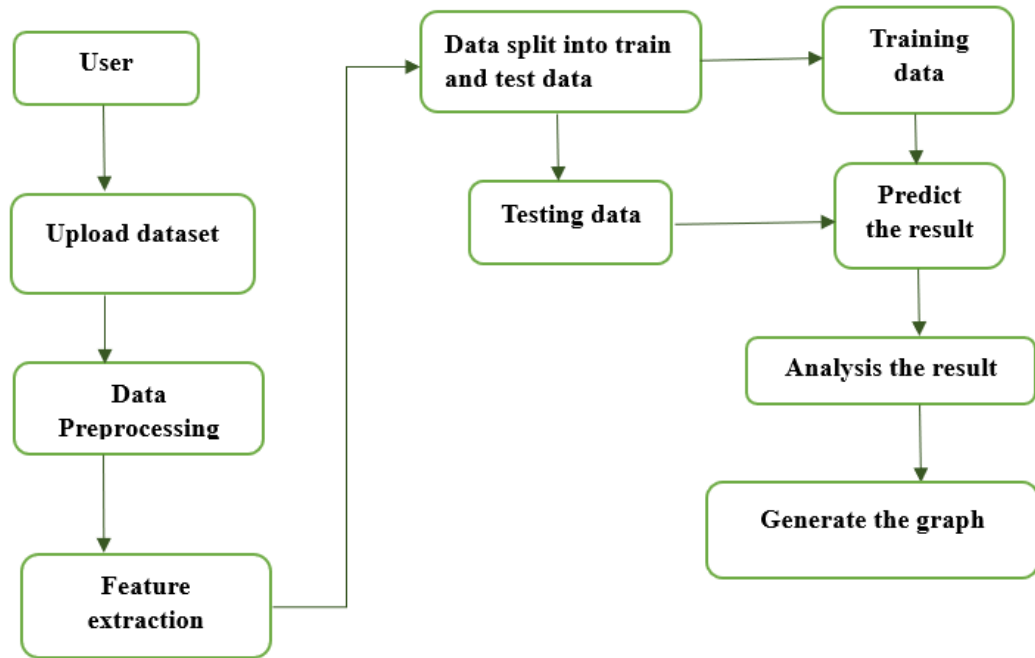 User
Upload dataset
Data
Preprocessing
Feature
extraction
Data split into train
and test data
Testing data
Training
data
Predict
the result
Analysis the result
Generate the graph